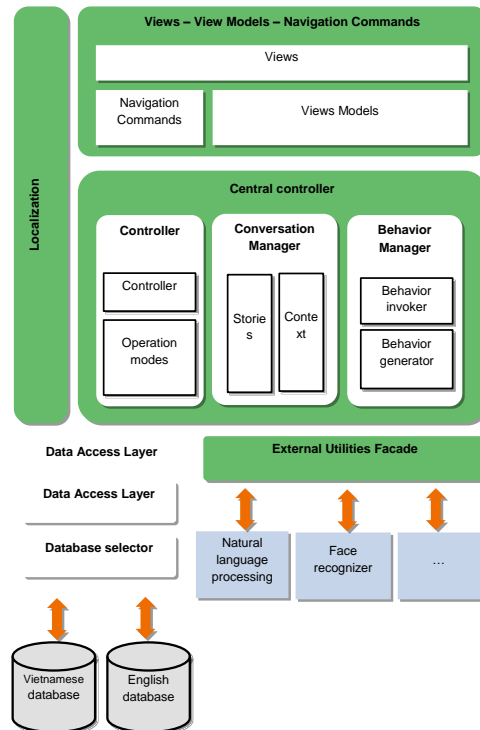 Views – View Models – Navigation Commands
Views
Navigation
Commands
Views Models
Localization
Central controller
Controller
Controller
Operation
modes
Conversation
Manager
Storie
s
Conte
xt
Behavior
Manager
Behavior
invoker
Behavior
generator
Data Access Layer
Data Access Layer
Database selector
External Utilities Facade
Natural
language
processing
Face
recognizer
...
Vietnamese
database
English
database